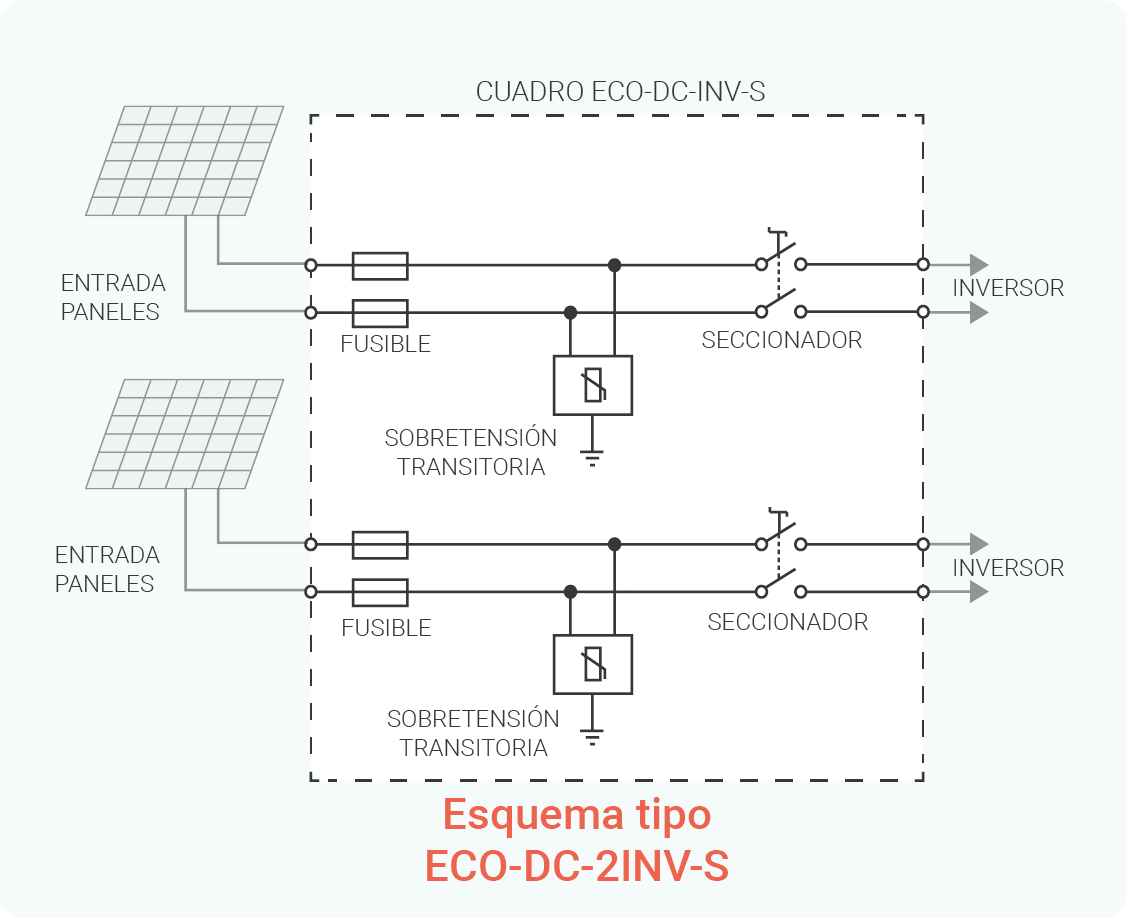 CUADRO ECO-DC-INV-S
ENTRADA
PANELES
INVERSOR
FUSIBLE
SECCIONADOR
SOBRETENSIÓN
TRANSITORIA
ENTRADA
PANELES
INVERSOR
FUSIBLE
SECCIONADOR
SOBRETENSIÓN
TRANSITORIA
Esquema tipo
ECO-DC-2INV-S